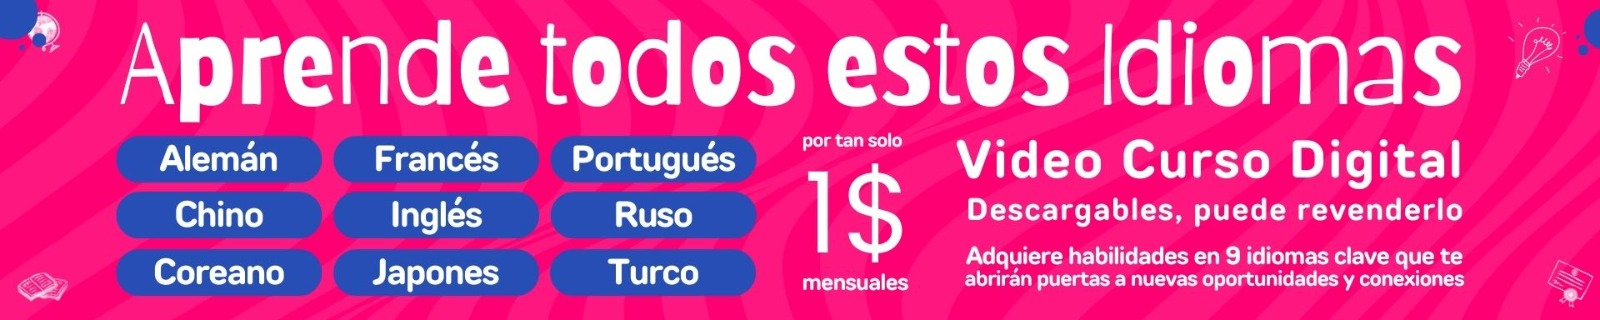 Aprende todos estos Idiomas
Alemán
Francés
Portugués
Chino
Inglés
Ruso
Coreano
Japones
Turco
por tan solo
1$
mensuales
Video Curso Digital
Descargables, puede revenderlo
Adquiere habilidades en 9 idiomas clave que te
abrirán puertas a nuevas oportunidades y conexiones